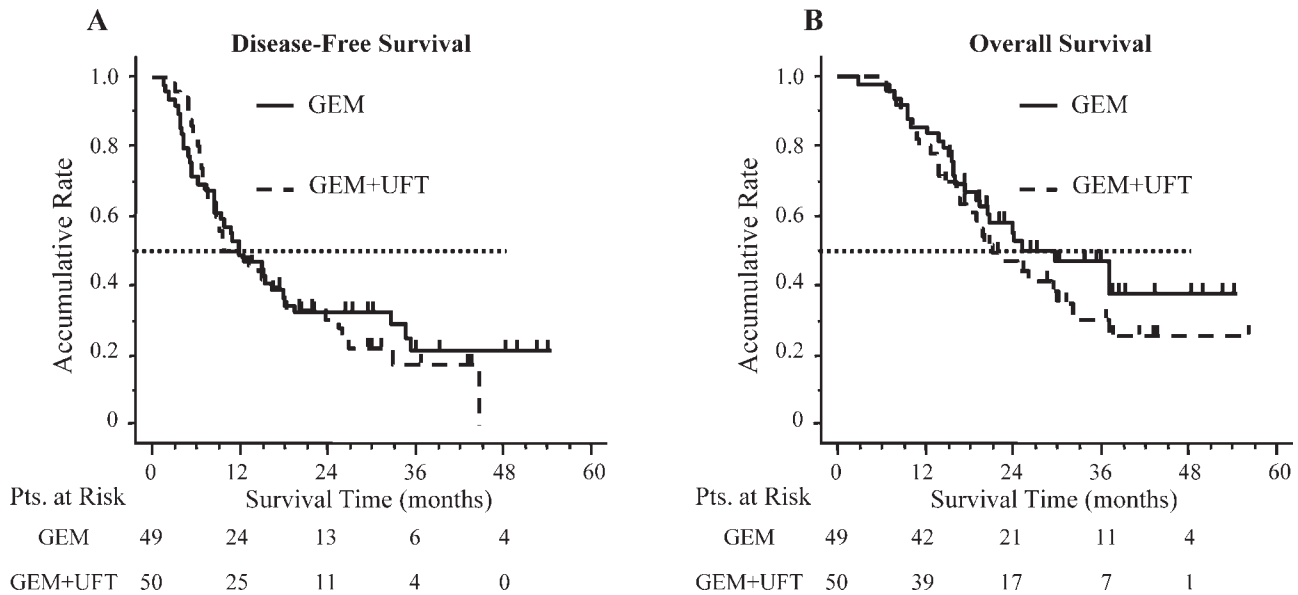 A
Disease-Free Survival
1.0
0.8
0.6
0.4
0.2
0
Accumulative Rate
GEM
GEM+UFT
0 12 24 36 48 60
Survival Time (months)
Pts. at Risk
GEM 49 24 13 6 4
GEM+UFT 50 25 11 4 0
B
Overall Survival
1.0
0.8
0.6
0.4
0.2
0
Accumulative Rate
GEM
GEM+UFT
0 12 24 36 48 60
Survival Time (months)
Pts. at Risk
GEM 49 42 21 11 4
GEM+UFT 50 39 17 7 1